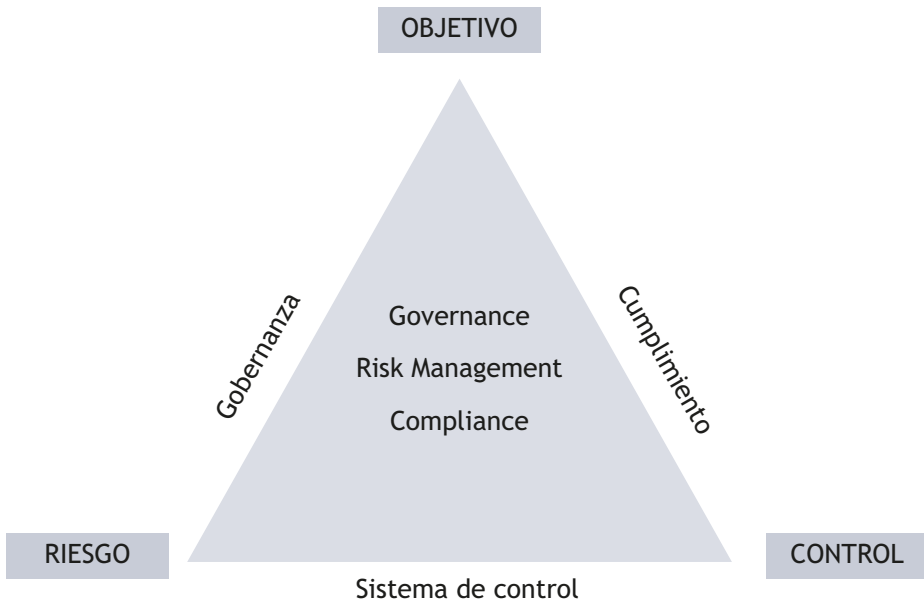 OBJETIVO
Gobernanza
Cumplimiento
Governance
Risk Management
Compliance
RIESGO
CONTROL
Sistema de control